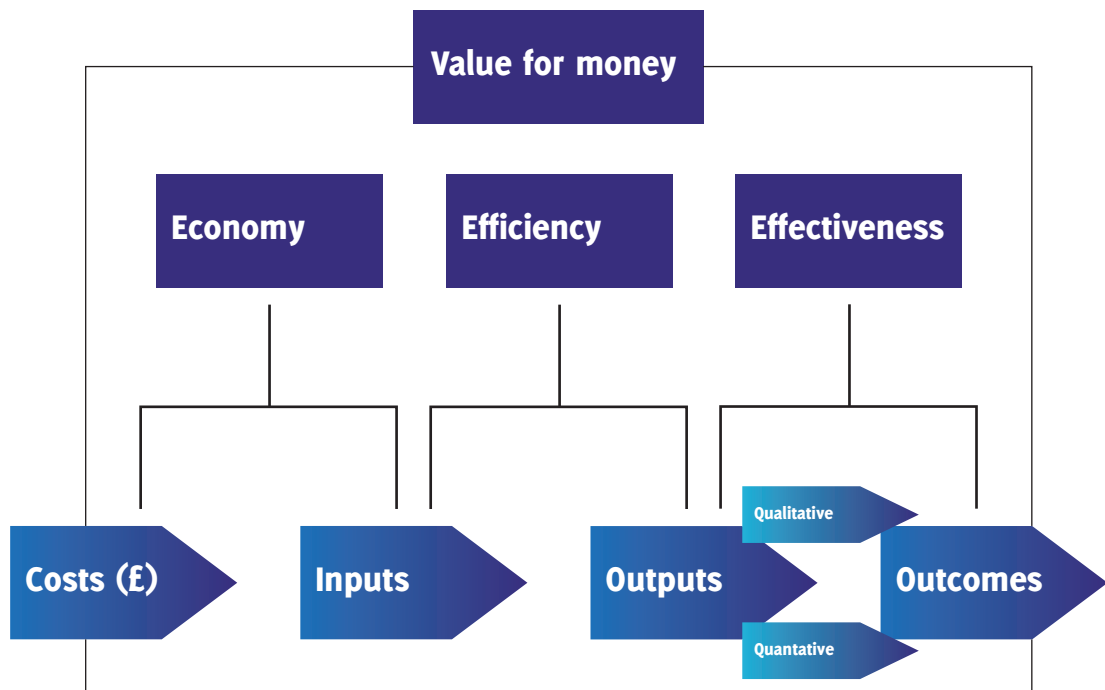 Value for money
Economy
Efficiency
Effectiveness
Qualitative
Costs (£)
Inputs
Outputs
Outcomes
Quantative